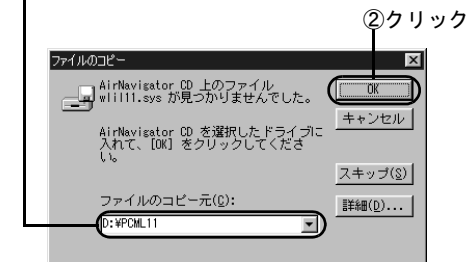 ②クリック
ファイルのコピー
AirNavigator CD 上のファイル
wlil11.sys が見つかりませんでした。
AirNavigator CD を選択したドライブに
入れて、[OK] をクリックしてくださ
い。
OK
キャンセル
スキップ(S)
詳細(D)...
ファイルのコピー元(C):
D:¥PCML11